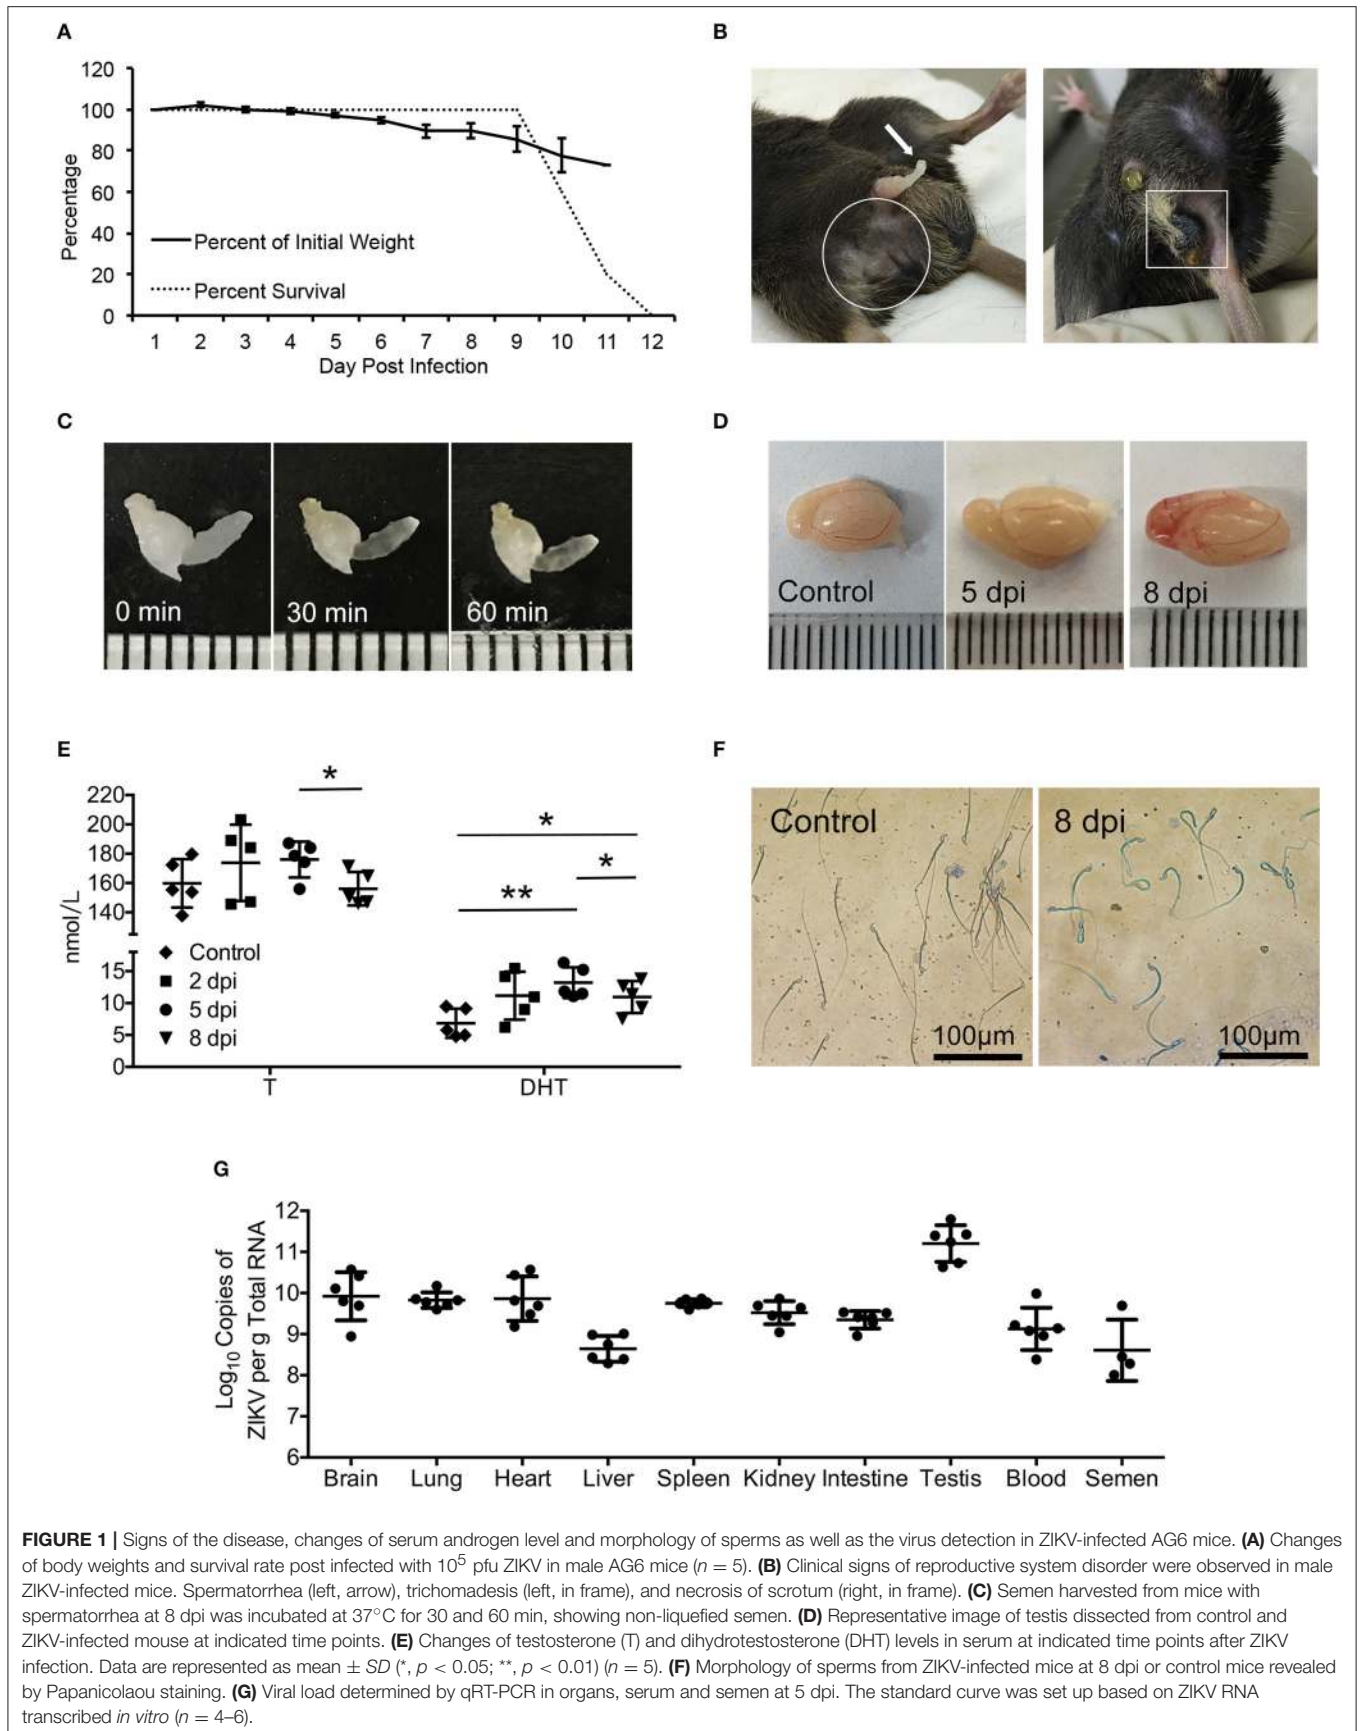 A
120
100
80
60
40
20
0
Percentage
Percent of Initial Weight
Percent Survival
1 2 3 4 5 6 7 8 9 10 11 12
Day Post Infection
B
C
0 min
30 min
60 min
D
Control
5 dpi
8 dpi
E
220
200
180
160
140
15
10
5
0
nmol/L
*
*
*
**
Control
2 dpi
5 dpi
8 dpi
T DHT
F
Control
100µm
8 dpi
100µm
G
12
11
10
9
8
7
6
Log10 Copies of
ZIKV per g Total RNA
Brain Lung Heart Liver Spleen Kidney Intestine Testis Blood Semen
FIGURE 1 | Signs of the disease, changes of serum androgen level and morphology of sperms as well as the virus detection in ZIKV-infected AG6 mice. (A) Changes
of body weights and survival rate post infected with 10^5 pfu ZIKV in male AG6 mice (n = 5). (B) Clinical signs of reproductive system disorder were observed in male
ZIKV-infected mice. Spermatorrhea (left, arrow), trichomadesis (left, in frame), and necrosis of scrotum (right, in frame). (C) Semen harvested from mice with
spermatorrhea at 8 dpi was incubated at 37°C for 30 and 60 min, showing non-liquefied semen. (D) Representative image of testis dissected from control and
ZIKV-infected mouse at indicated time points. (E) Changes of testosterone (T) and dihydrotestosterone (DHT) levels in serum at indicated time points after ZIKV
infection. Data are represented as mean ± SD (*, p < 0.05; **, p < 0.01) (n = 5). (F) Morphology of sperms from ZIKV-infected mice at 8 dpi or control mice revealed
by Papanicolaou staining. (G) Viral load determined by qRT-PCR in organs, serum and semen at 5 dpi. The standard curve was set up based on ZIKV RNA
transcribed in vitro (n = 4–6).